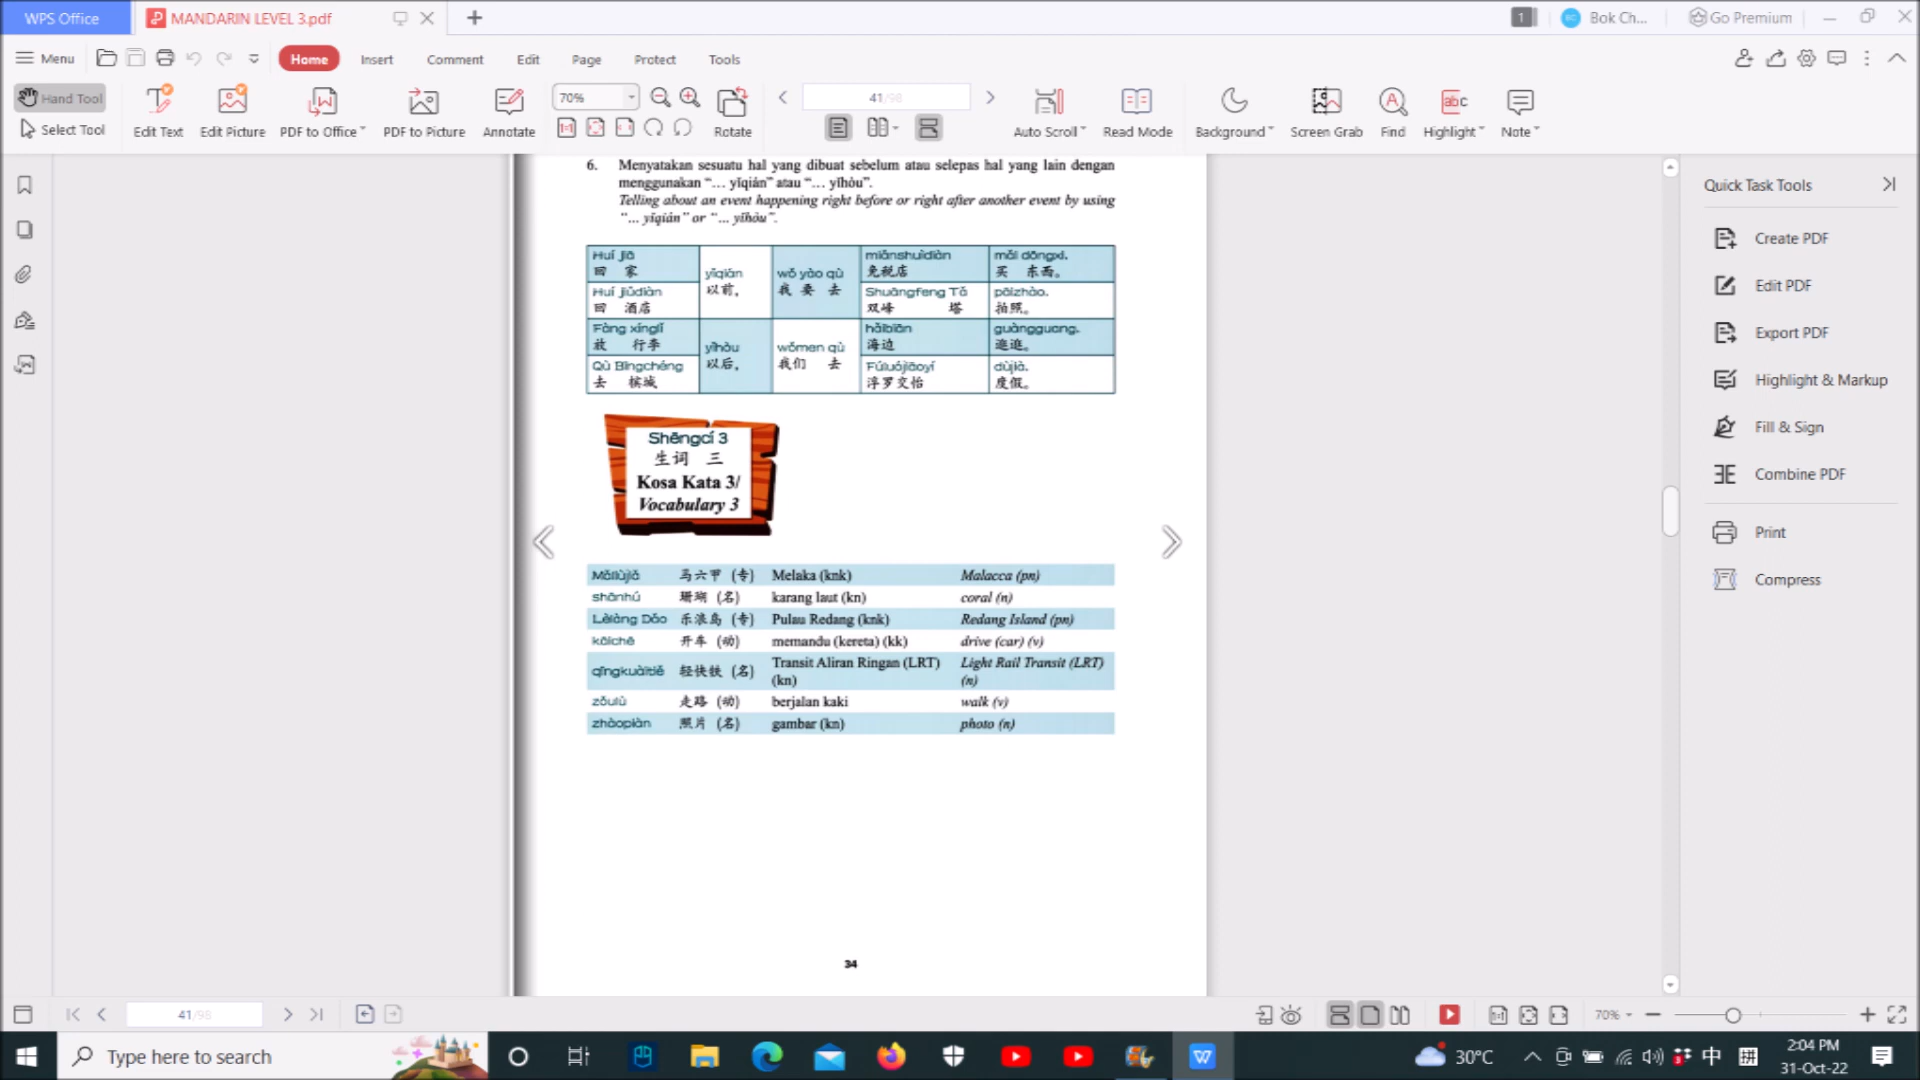 WPS Office
MANDARIN LEVEL 3.pdf
1
Bok Ch...
Go Premium
Menu
Home
Insert
Comment
Edit
Page
Protect
Tools
Hand Tool
Select Tool
Edit Text
Edit Picture
PDF to Office
PDF to Picture
Annotate
70%
Rotate
41/98
Auto Scroll
Read Mode
Background
Screen Grab
Find
Highlight
Note
6. Menyatakan sesuatu hal yang dibuat sebelum atau selepas hal yang lain dengan
menggunakan "... yǐqián" atau "... yǐhòu".
Telling about an event happening right before or right after another event by using
"... yǐqián" or "... yǐhòu".
Huí jiā
回 家
Huí jiǔdiàn
回 酒店
yǐqián
以前，
wǒ yào qù
我 要 去
miǎnshuìdiàn
免税店
mǎi dōngxi.
买 东西。
Shuāngfeng Tǎ
双峰 塔
pāizhào.
拍照。
Fàng xínglǐ
放 行李
Qù Bīngchéng
去 槟城
yǐhòu
以后，
wǒmen qù
我们 去
hǎibiān
海边
guàngguang.
逛逛。
Fúluójiāoyí
浮罗交怡
dùjià.
度假。
Shēngcí 3
生词 三
Kosa Kata 3/
Vocabulary 3
Mǎliùjiǎ 马六甲 (专) Melaka (knk) Malacca (pn)
shānhú 珊瑚 (名) karang laut (kn) coral (n)
Lèlàng Dǎo 乐浪岛 (专) Pulau Redang (knk) Redang Island (pn)
kāichē 开车 (动) memandu (kereta) (kk) drive (car) (v)
qīngkuàitiě 轻快铁 (名) Transit Aliran Ringan (LRT) (kn) Light Rail Transit (LRT) (n)
zǒulù 走路 (动) berjalan kaki walk (v)
zhàopiàn 照片 (名) gambar (kn) photo (n)
34
Quick Task Tools
Create PDF
Edit PDF
Export PDF
Highlight & Markup
Fill & Sign
Combine PDF
Print
Compress
41/98
70%
Type here to search
30°C
中
2:04 PM
31-Oct-22